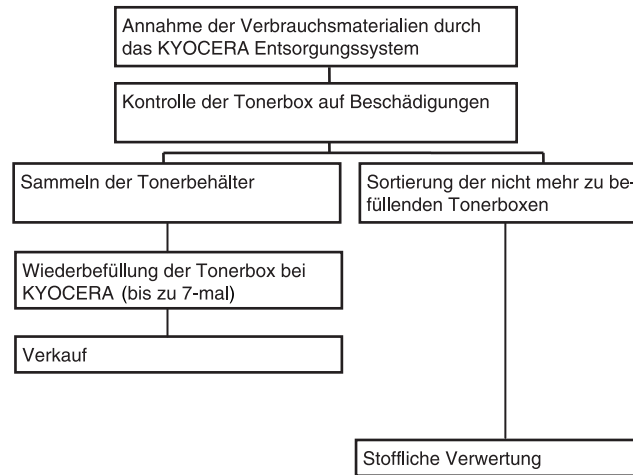 Annahme der Verbrauchsmaterialien durch
das KYOCERA Entsorgungssystem
Kontrolle der Tonerbox auf Beschädigungen
Sammeln der Tonerbehälter
Sortierung der nicht mehr zu be-
füllenden Tonerboxen
Wiederbefüllung der Tonerbox bei
KYOCERA (bis zu 7-mal)
Verkauf
Stoffliche Verwertung